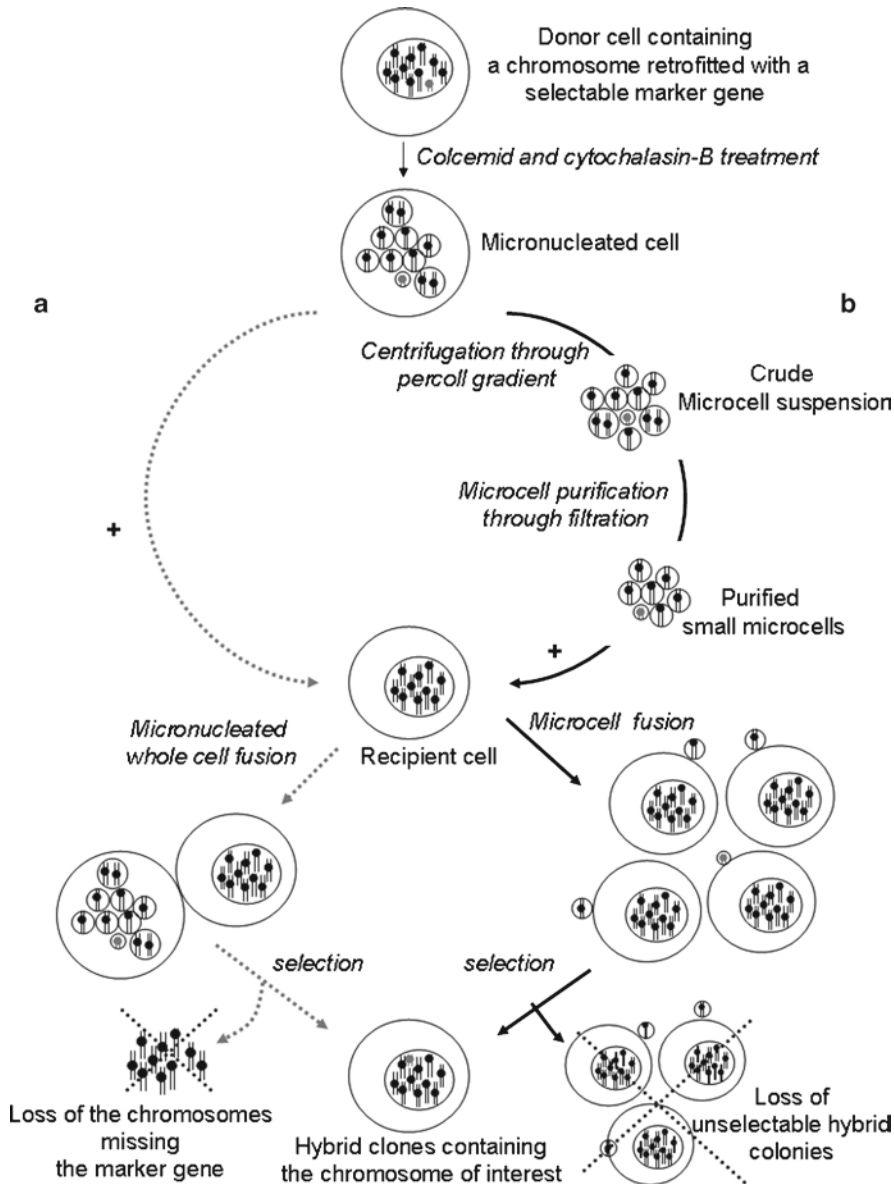 Donor cell containing
a chromosome retrofitted with a
selectable marker gene
Colcemid and cytochalasin-B treatment
Micronucleated cell
a
b
Centrifugation through
percoll gradient
Crude
Microcell suspension
Microcell purification
through filtration
+
Purified
small microcells
+
Micronucleated
whole cell fusion
Recipient cell
Microcell fusion
selection
selection
Loss of the chromosomes
missing
the marker gene
Hybrid clones containing
the chromosome of interest
Loss of
unselectable hybrid
colonies